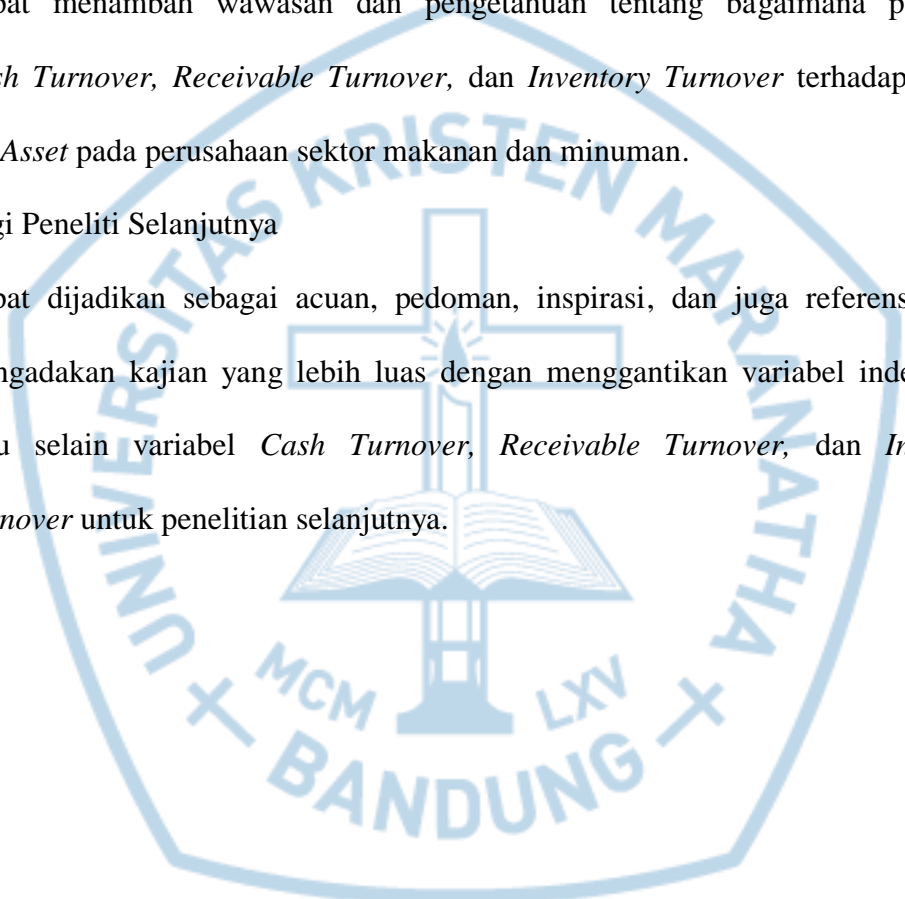 pat menambah wawasan dan pengetahuan tentang bagaimana p
sh Turnover, Receivable Turnover, dan Inventory Turnover terhadap
Asset pada perusahaan sektor makanan dan minuman.
gi Peneliti Selanjutnya
pat dijadikan sebagai acuan, pedoman, inspirasi, dan juga referens
ngadakan kajian yang lebih luas dengan menggantikan variabel inde
u selain variabel Cash Turnover, Receivable Turnover, dan In
nover untuk penelitian selanjutnya.
UNIVERSITAS KRISTEN MARANATHA
MCM LXV
BANDUNG